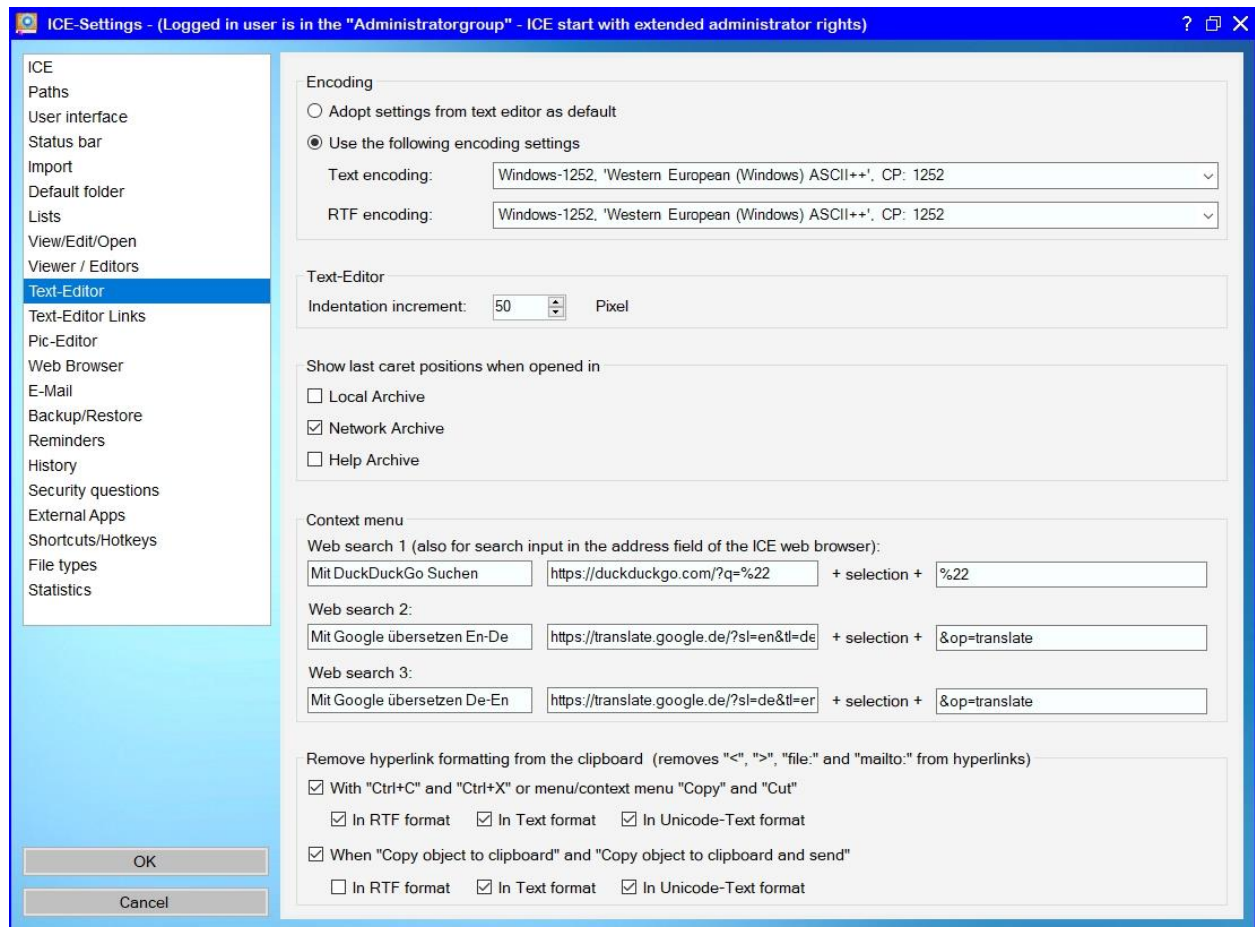 ICE-Settings - (Logged in user is in the "Administratorgroup" - ICE start with extended administrator rights)
ICE
Paths
User interface
Status bar
Import
Default folder
Lists
View/Edit/Open
Viewer / Editors
Text-Editor
Text-Editor Links
Pic-Editor
Web Browser
E-Mail
Backup/Restore
Reminders
History
Security questions
External Apps
Shortcuts/Hotkeys
File types
Statistics
OK
Cancel
Encoding
Adopt settings from text editor as default
Use the following encoding settings
Text encoding: Windows-1252, 'Western European (Windows) ASCII++', CP: 1252
RTF encoding: Windows-1252, 'Western European (Windows) ASCII++', CP: 1252
Text-Editor
Indentation increment: 50 Pixel
Show last caret positions when opened in
Local Archive
Network Archive
Help Archive
Context menu
Web search 1 (also for search input in the address field of the ICE web browser):
Mit DuckDuckGo Suchen https://duckduckgo.com/?q=%22 + selection + %22
Web search 2:
Mit Google übersetzen En-De https://translate.google.de/?sl=en&tl=de + selection + &op=translate
Web search 3:
Mit Google übersetzen De-En https://translate.google.de/?sl=de&tl=en + selection + &op=translate
Remove hyperlink formatting from the clipboard (removes "<", ">", "file:" and "mailto:" from hyperlinks)
With "Ctrl+C" and "Ctrl+X" or menu/context menu "Copy" and "Cut"
In RTF format In Text format In Unicode-Text format
When "Copy object to clipboard" and "Copy object to clipboard and send"
In RTF format In Text format In Unicode-Text format